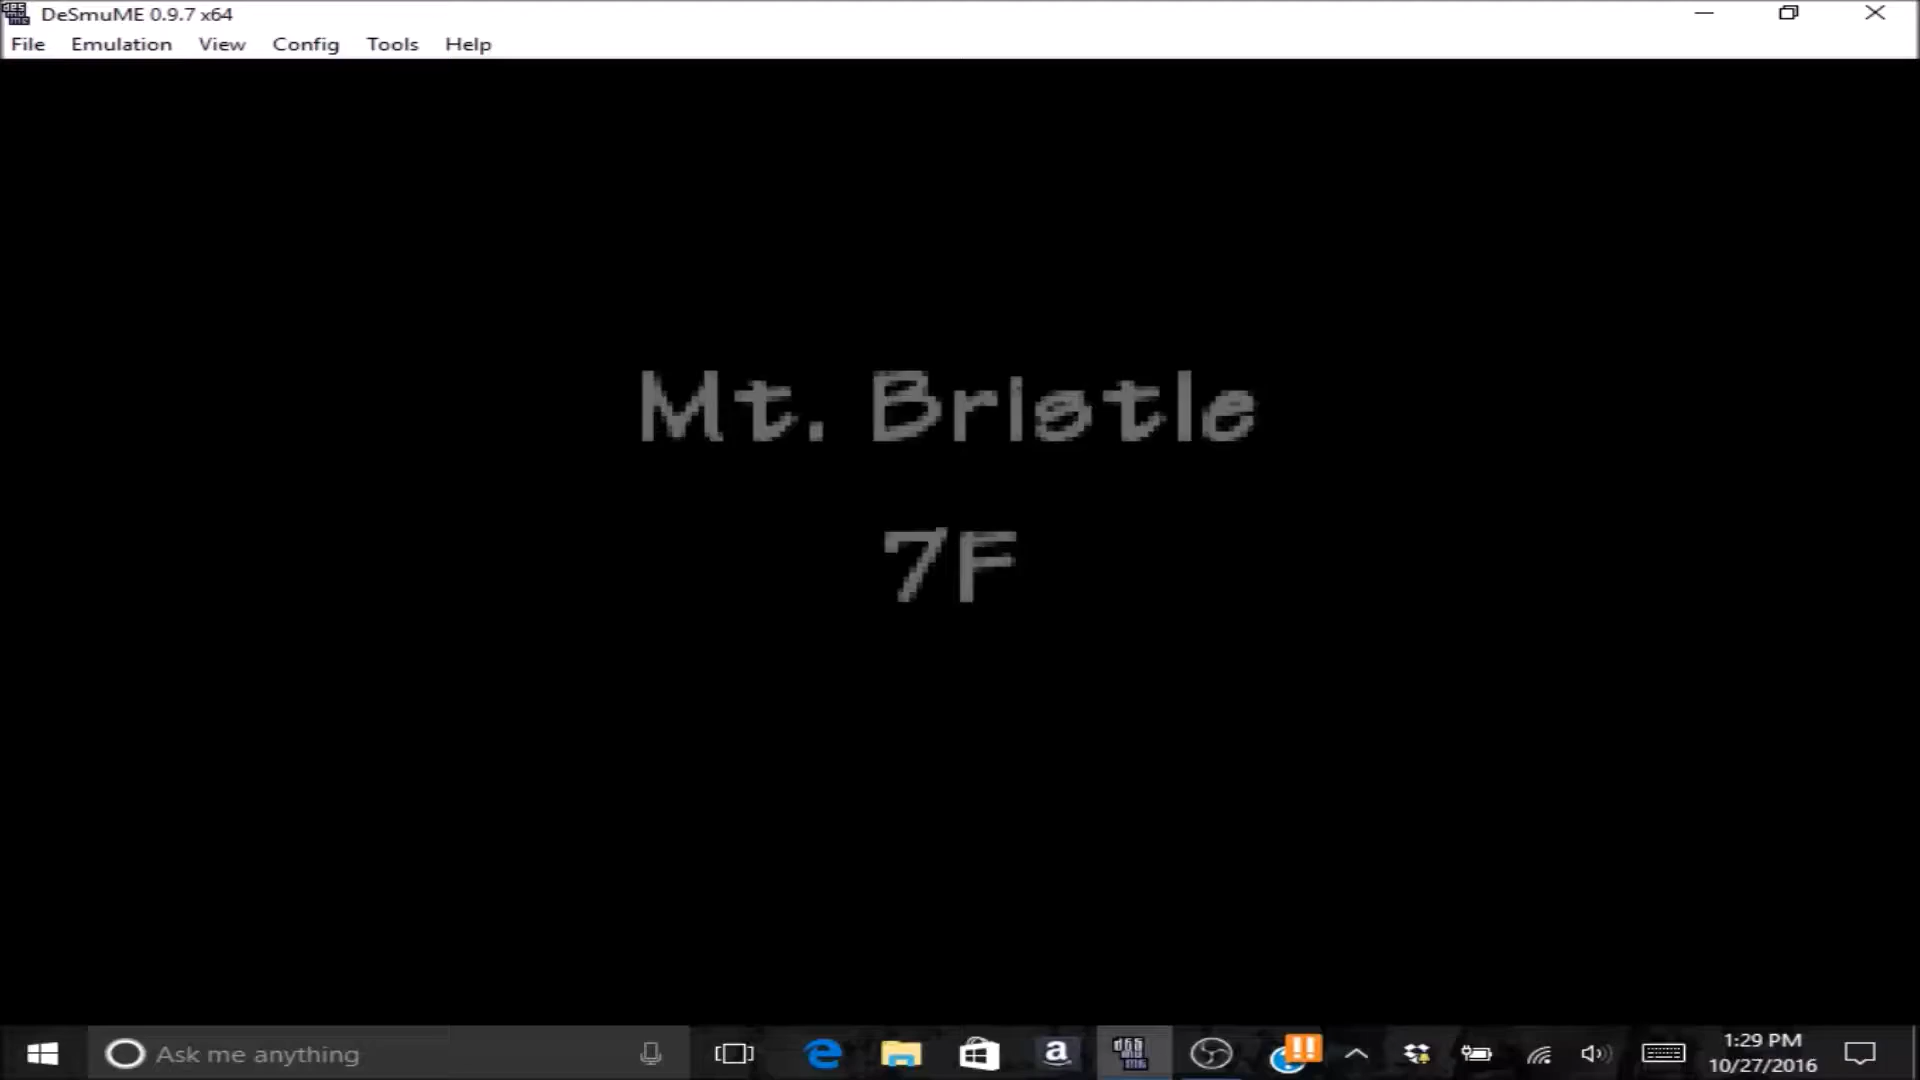 DeSmuME 0.9.7 x64
File Emulation View Config Tools Help
Mt. Bristle
7F
Ask me anything
1:29 PM
10/27/2016